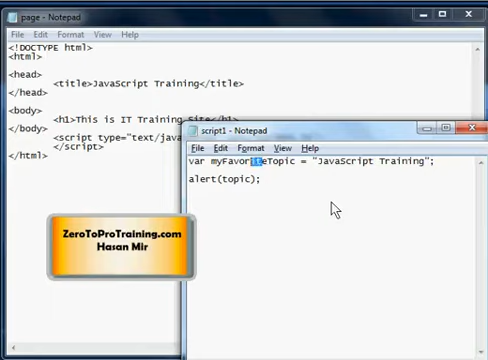 page - Notepad
File Edit Format View Help
<!DOCTYPE html>
<html>
<head>
<title>JavaScript Training</title>
</head>
<body>
<h1>This is IT Training Site</h1>
</body>
<script type="text/java
</script>
</html>
script1 - Notepad
File Edit Format View Help
var myFavoriteTopic = "JavaScript Training";
alert(topic);
ZeroToProTraining.com
Hasan Mir